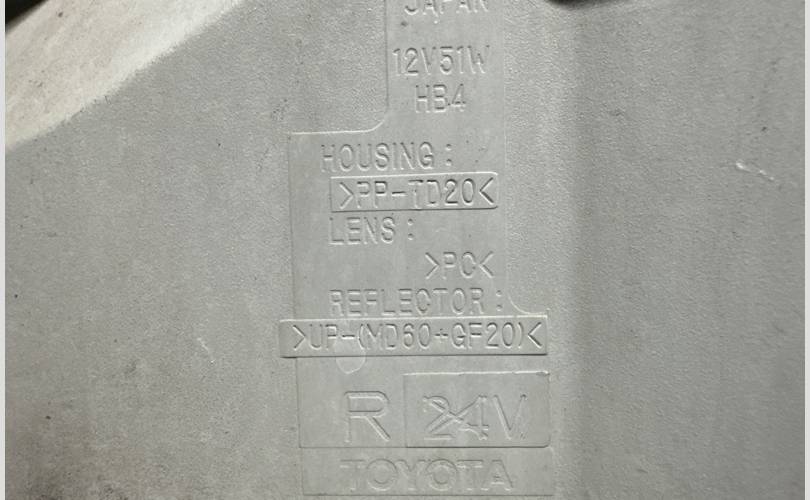 JAPAN
12V51W
HB4
HOUSING:
>PP-TD20<
LENS:
>PC<
REFLECTOR:
>UP-(MD60+GF20)<
R 24V
TOYOTA